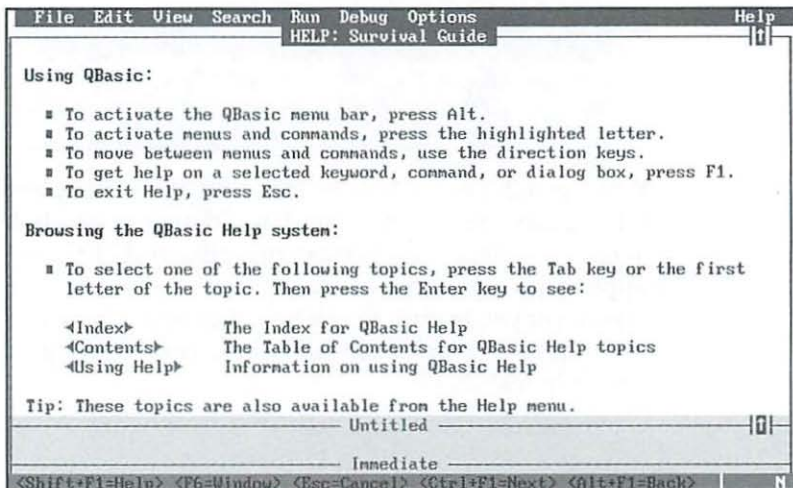 File Edit View Search Run Debug Options Help
HELP: Survival Guide
Using QBasic:
■ To activate the QBasic menu bar, press Alt.
■ To activate menus and commands, press the highlighted letter.
■ To move between menus and commands, use the direction keys.
■ To get help on a selected keyword, command, or dialog box, press F1.
■ To exit Help, press Esc.
Browsing the QBasic Help system:
■ To select one of the following topics, press the Tab key or the first
letter of the topic. Then press the Enter key to see:
◄Index► The Index for QBasic Help
◄Contents► The Table of Contents for QBasic Help topics
◄Using Help► Information on using QBasic Help
Tip: These topics are also available from the Help menu.
Untitled
Immediate
<Shift+F1=Help> <F6=Window> <Esc=Cancel> <Ctrl+F1=Next> <Alt+F1=Back> N